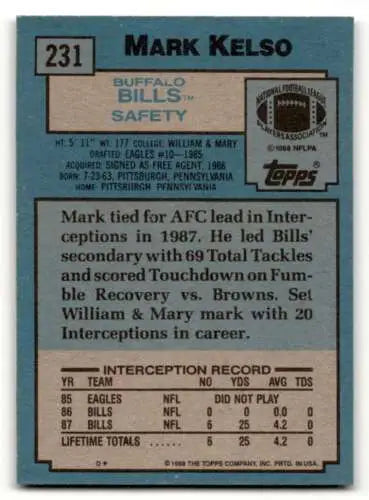 231
MARK KELSO
BUFFALO
BILLS™
SAFETY
NATIONAL FOOTBALL LEAGUE
PLAYERS ASSOCIATION
©1988 NFLPA
TOPPS®
HT. 5' 11" WT. 177 COLLEGE: WILLIAM & MARY
DRAFTED: EAGLES #10-1985
ACQUIRED: SIGNED AS FREE AGENT, 1986
BORN: 7-23-63, PITTSBURGH, PENNSYLVANIA
HOME: PITTSBURGH, PENNSYLVANIA
Mark tied for AFC lead in Inter-
ceptions in 1987. He led Bills'
secondary with 69 Total Tackles
and scored Touchdown on Fum-
ble Recovery vs. Browns. Set
William & Mary mark with 20
Interceptions in career.
INTERCEPTION RECORD
YR TEAM NO YDS AVG TDS
85 EAGLES NFL DID NOT PLAY
86 BILLS NFL 0 0 0.0 0
87 BILLS NFL 6 25 4.2 0
LIFETIME TOTALS ...... 6 25 4.2 0
D* ©1988 THE TOPPS COMPANY, INC. PRTD. IN USA.